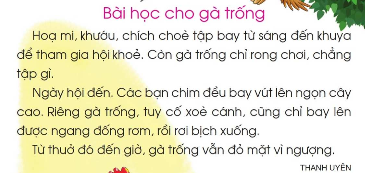 Bài học cho gà trống
Hoạ mi, khướu, chích choè tập bay từ sáng đến khuya
để tham gia hội khoẻ. Còn gà trống chỉ rong chơi, chẳng
tập gì.
Ngày hội đến. Các bạn chim đều bay vút lên ngọn cây
cao. Riêng gà trống, tuy cố xoè cánh, cũng chỉ bay lên
được ngang đống rơm, rồi rơi bịch xuống.
Từ thuở đó đến giờ, gà trống vẫn đỏ mặt vì ngượng.
THANH UYÊN